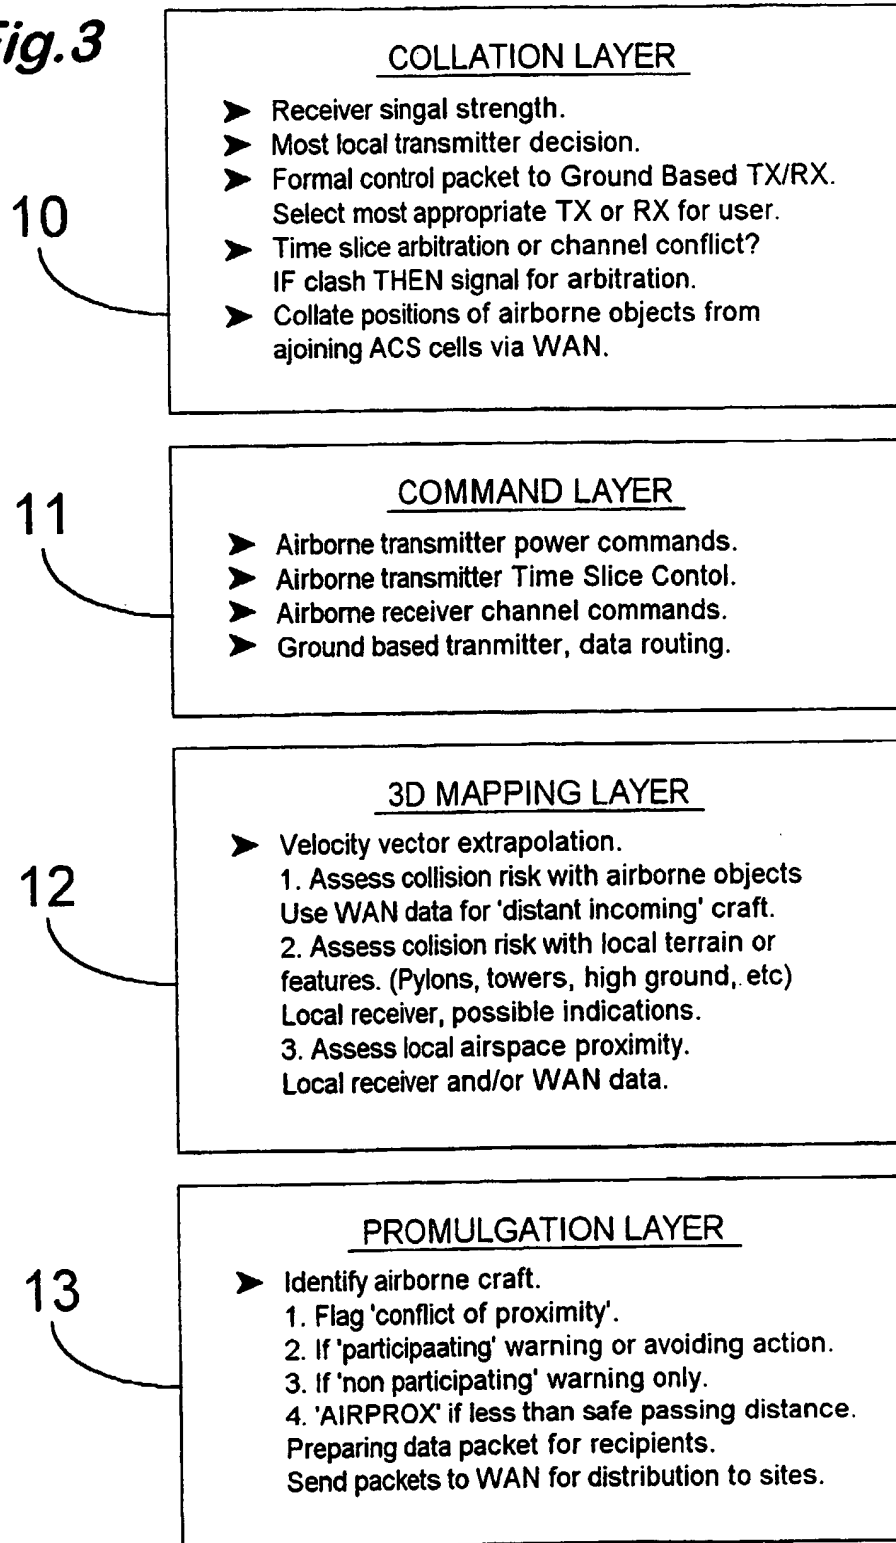 Fig.3
COLLATION LAYER
➤ Receiver singal strength.
➤ Most local transmitter decision.
➤ Formal control packet to Ground Based TX/RX.
Select most appropriate TX or RX for user.
➤ Time slice arbitration or channel conflict?
IF clash THEN signal for arbitration.
➤ Collate positions of airborne objects from
ajoining ACS cells via WAN.
10
COMMAND LAYER
➤ Airborne transmitter power commands.
➤ Airborne transmitter Time Slice Contol.
➤ Airborne receiver channel commands.
➤ Ground based tranmitter, data routing.
11
3D MAPPING LAYER
➤ Velocity vector extrapolation.
1. Assess collision risk with airborne objects
Use WAN data for 'distant incoming' craft.
2. Assess colision risk with local terrain or
features. (Pylons, towers, high ground, etc)
Local receiver, possible indications.
3. Assess local airspace proximity.
Local receiver and/or WAN data.
12
PROMULGATION LAYER
➤ Identify airborne craft.
1. Flag 'conflict of proximity'.
2. If 'participaating' warning or avoiding action.
3. If 'non participating' warning only.
4. 'AIRPROX' if less than safe passing distance.
Preparing data packet for recipients.
Send packets to WAN for distribution to sites.
13